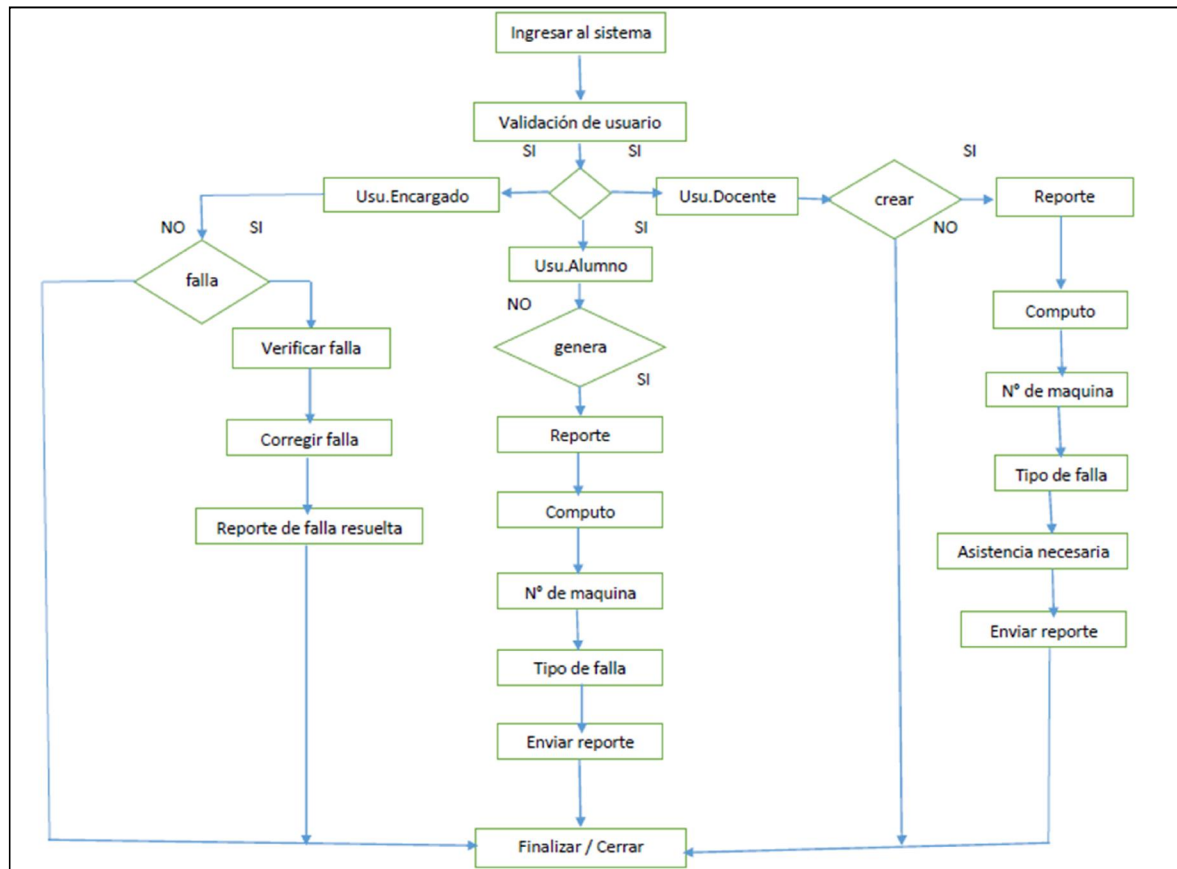 Ingresar al sistema
Validación de usuario
SI
SI
SI
Usu.Encargado
Usu.Docente
crear
Reporte
NO
SI
SI
NO
falla
Usu.Alumno
NO
Computo
Verificar falla
genera
SI
N° de maquina
Corregir falla
Reporte
Tipo de falla
Reporte de falla resuelta
Computo
Asistencia necesaria
N° de maquina
Enviar reporte
Tipo de falla
Enviar reporte
Finalizar / Cerrar